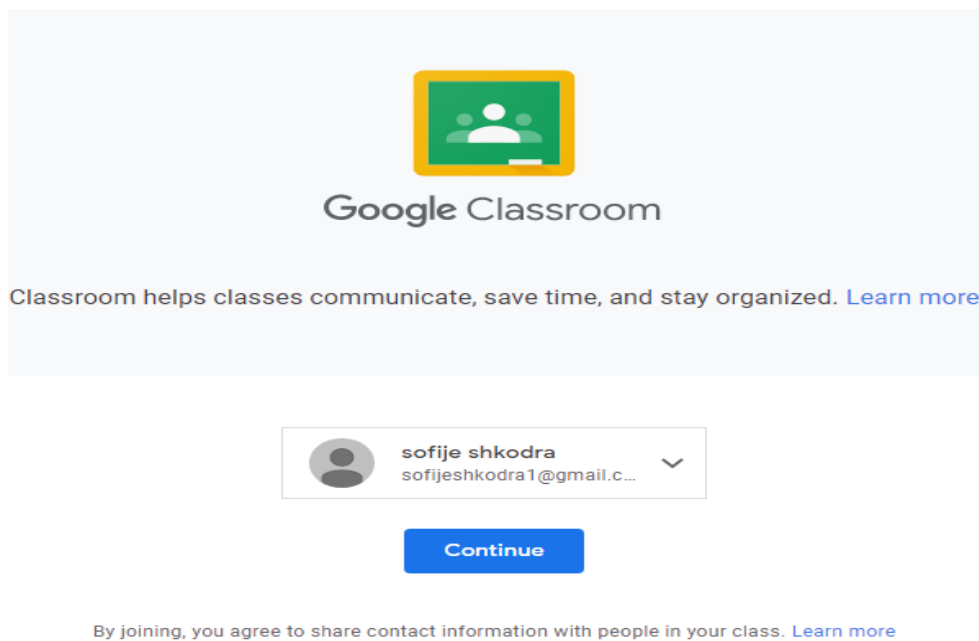 Google Classroom
Classroom helps classes communicate, save time, and stay organized. Learn more
sofije shkodra
sofijeshkodra1@gmail.c...
Continue
By joining, you agree to share contact information with people in your class. Learn more